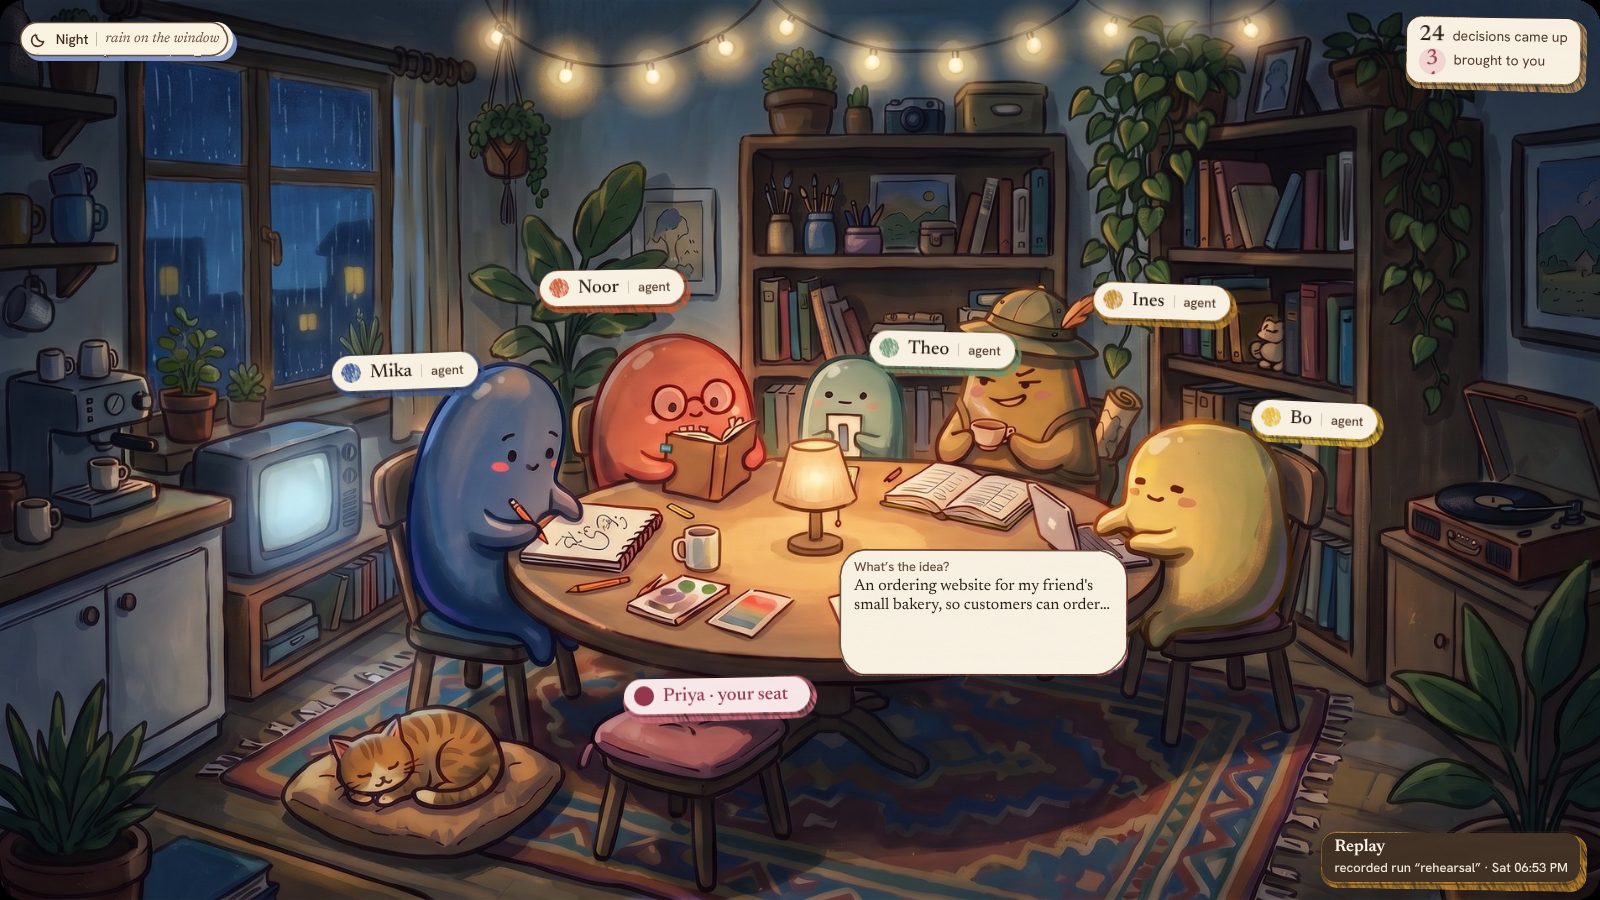 Night rain on the window
24 decisions came up
3 brought to you
Noor agent
Ines agent
Theo agent
Mika agent
Bo agent
What's the idea?
An ordering website for my friend's
small bakery, so customers can order...
Priya · your seat
Replay
recorded run “rehearsal” · Sat 06:53 PM